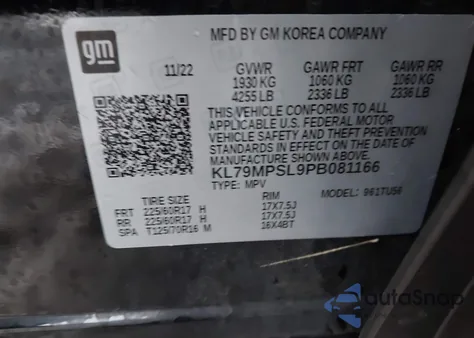 gm
MFD BY GM KOREA COMPANY
11/22 GVWR GAWR FRT GAWR RR
1930 KG 1060 KG 1060 KG
4255 LB 2336 LB 2336 LB
THIS VEHICLE CONFORMS TO ALL
APPLICABLE U.S. FEDERAL MOTOR
VEHICLE SAFETY & THEFT PREVENTION
STANDARDS IN EFFECT ON THE DATE OF
MANUFACTURE SHOWN ABOVE.
KL79MPSL9PB081166
TYPE: MPV MODEL: 961TU56
TIRE SIZE RIM
FRT 225/60R17 H 17X7.5J
RR 225/60R17 H 17X7.5J
SPA T125/70R16 M 16X4BT
autoSnap